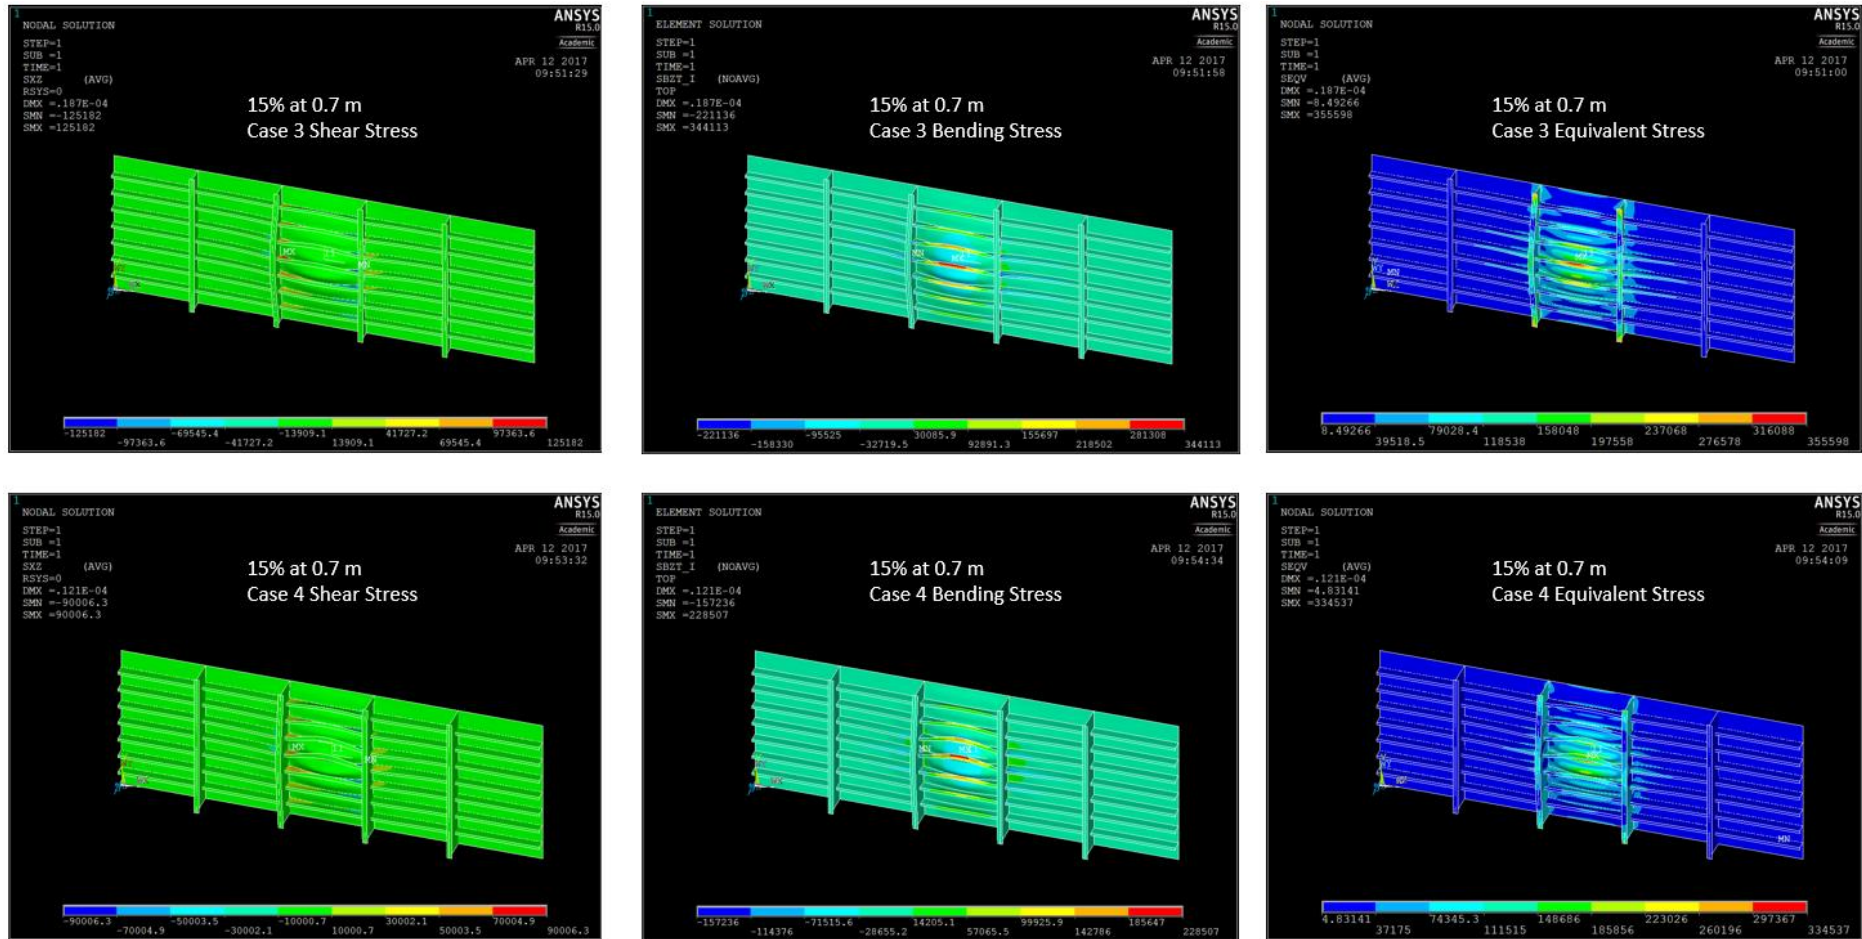 1
NODAL SOLUTION
STEP=1
SUB =1
TIME=1
SXZ (AVG)
RSYS=0
DMX =.187E-04
SMN =-125182
SMX =125182
ANSYS
R15.0
Academic
APR 12 2017
09:51:29
15% at 0.7 m
Case 3 Shear Stress
MX
MN
-125182
-97363.6
-69545.4
-41727.2
-13909.1
13909.1
41727.2
69545.4
97363.6
125182
1
ELEMENT SOLUTION
STEP=1
SUB =1
TIME=1
SBZT_I (NOAVG)
TOP
DMX =.187E-04
SMN =-221136
SMX =344113
ANSYS
R15.0
Academic
APR 12 2017
09:51:58
15% at 0.7 m
Case 3 Bending Stress
MN
MX
-221136
-158330
-95525
-32719.5
30085.9
92891.3
155697
218502
281308
344113
1
NODAL SOLUTION
STEP=1
SUB =1
TIME=1
SEQV (AVG)
DMX =.187E-04
SMN =8.49266
SMX =355598
ANSYS
R15.0
Academic
APR 12 2017
09:51:00
15% at 0.7 m
Case 3 Equivalent Stress
MN
8.49266
39518.5
79028.4
118538
158048
197558
237068
276578
316088
355598
1
NODAL SOLUTION
STEP=1
SUB =1
TIME=1
SXZ (AVG)
RSYS=0
DMX =.121E-04
SMN =-90006.3
SMX =90006.3
ANSYS
R15.0
Academic
APR 12 2017
09:53:32
15% at 0.7 m
Case 4 Shear Stress
MX
MN
-90006.3
-70004.9
-50003.5
-30002.1
-10000.7
10000.7
30002.1
50003.5
70004.9
90006.3
1
ELEMENT SOLUTION
STEP=1
SUB =1
TIME=1
SBZT_I (NOAVG)
TOP
DMX =.121E-04
SMN =-157236
SMX =228507
ANSYS
R15.0
Academic
APR 12 2017
09:54:34
15% at 0.7 m
Case 4 Bending Stress
MN
MX
-157236
-114376
-71515.6
-28655.2
14205.1
57065.5
99925.9
142786
185647
228507
1
NODAL SOLUTION
STEP=1
SUB =1
TIME=1
SEQV (AVG)
DMX =.121E-04
SMN =4.83141
SMX =334537
ANSYS
R15.0
Academic
APR 12 2017
09:54:09
15% at 0.7 m
Case 4 Equivalent Stress
MN
4.83141
37175
74345.3
111515
148686
185856
223026
260196
297367
334537